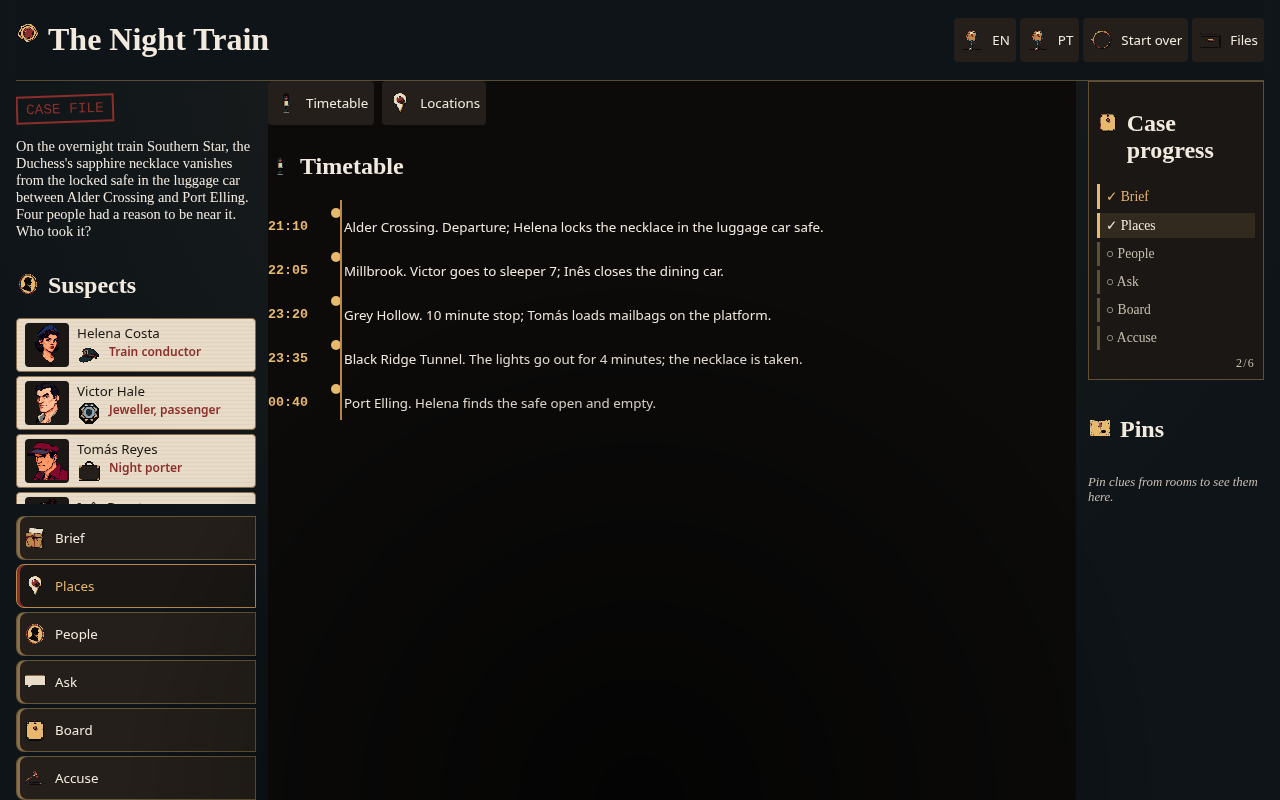 The Night Train
EN
PT
Start over
Files
CASE FILE
On the overnight train Southern Star, the
Duchess's sapphire necklace vanishes
from the locked safe in the luggage car
between Alder Crossing and Port Elling.
Four people had a reason to be near it.
Who took it?
Suspects
Helena Costa
Train conductor
Victor Hale
Jeweller, passenger
Tomás Reyes
Night porter
Brief
Places
People
Ask
Board
Accuse
Timetable
Locations
Timetable
21:10 Alder Crossing. Departure; Helena locks the necklace in the luggage car safe.
22:05 Millbrook. Victor goes to sleeper 7; Inês closes the dining car.
23:20 Grey Hollow. 10 minute stop; Tomás loads mailbags on the platform.
23:35 Black Ridge Tunnel. The lights go out for 4 minutes; the necklace is taken.
00:40 Port Elling. Helena finds the safe open and empty.
Case
progress
✓ Brief
✓ Places
○ People
○ Ask
○ Board
○ Accuse
2/6
Pins
Pin clues from rooms to see them
here.